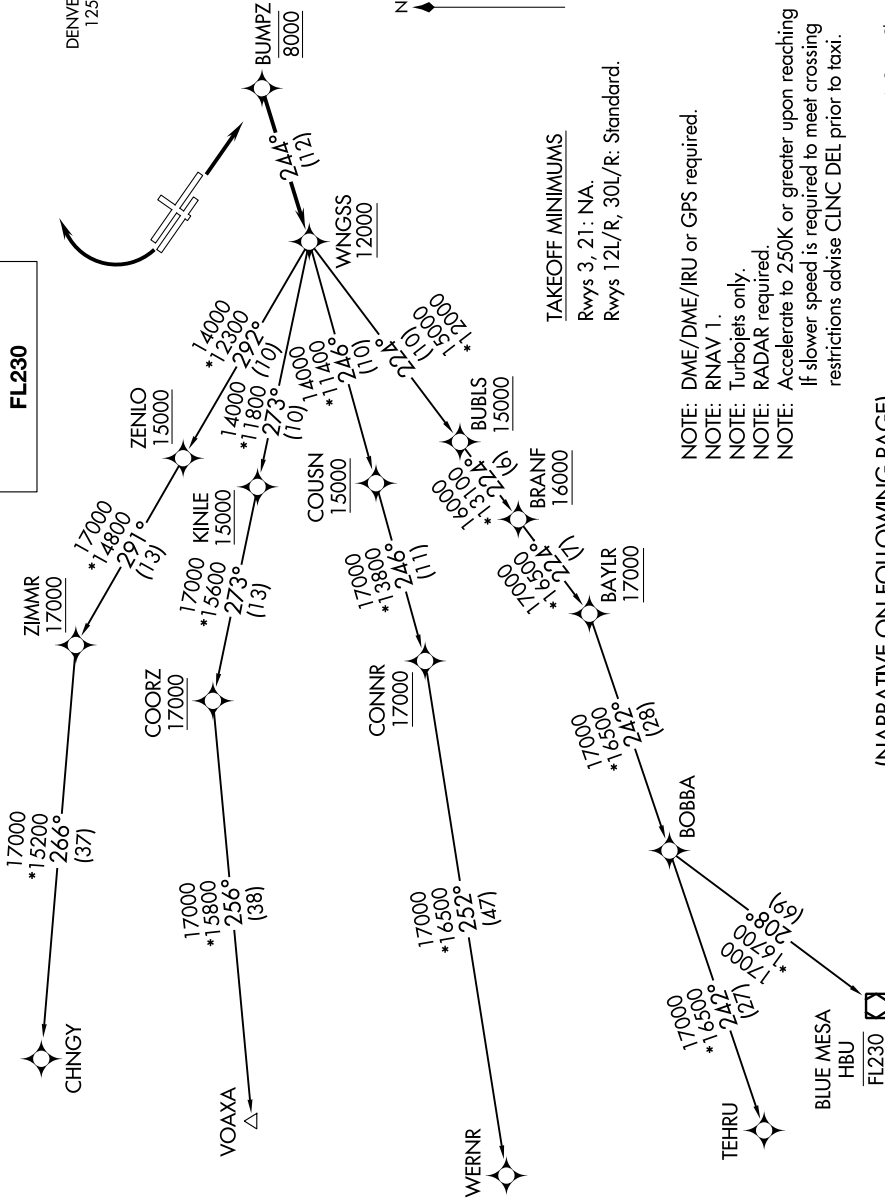 FL230
DENVE
125
N
BUMPZ
8000
244°
(12)
WNGSS
12000
14000
*12300
292°
(10)
ZENLO
15000
17000
*14800
291°
(13)
ZIMMR
17000
17000
*15200
266°
(37)
CHNGY
14000
*11800
273°
(10)
KINLE
15000
17000
*15600
273°
(13)
COORZ
17000
17000
*15800
256°
(38)
VOAXA
14000
*11400
246°
(10)
COUSN
15000
17000
*13800
246°
(11)
CONNR
17000
17000
*16500
252°
(47)
WERNR
224°
(10)
15000
*12000
BUBLS
15000
16000
*13100
224°
(6)
BRANF
16000
17000
*16500
224°
(7)
BAYLR
17000
17000
*16500
242°
(28)
BOBBA
17000
*16500
242°
(27)
TEHRU
17000
*16700
208°
(69)
BLUE MESA
HBU
FL230
TAKEOFF MINIMUMS
Rwys 3, 21: NA.
Rwys 12L/R, 30L/R: Standard.
NOTE: DME/DME/IRU or GPS required.
NOTE: RNAV 1.
NOTE: Turbojets only.
NOTE: RADAR required.
NOTE: Accelerate to 250K or greater upon reaching
If slower speed is required to meet crossing
restrictions advise CLNC DEL prior to taxi.
(NARRATIVE ON FOLLOWING PAGE)